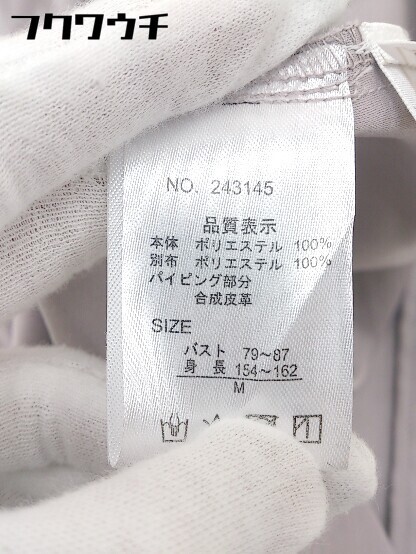 フクワウチ
NO. 243145
品質表示
本体 ポリエステル 100%
別布 ポリエステル 100%
パイピング部分
合成皮革
SIZE
バスト 79～87
身長 154～162
M